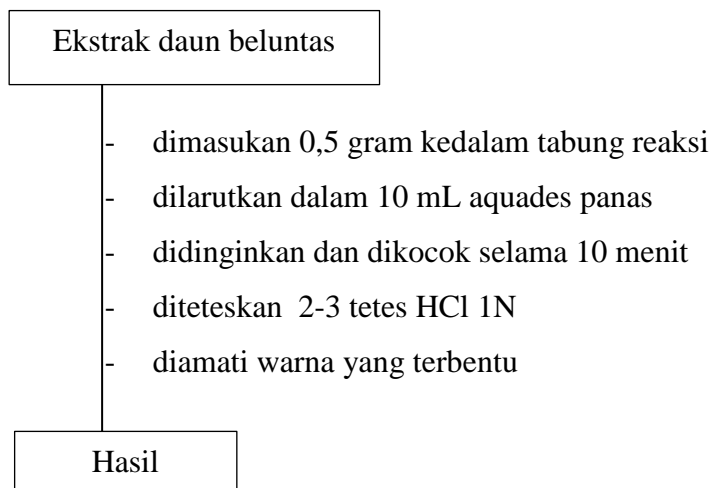 Ekstrak daun beluntas
- dimasukan 0,5 gram kedalam tabung reaksi
- dilarutkan dalam 10 mL aquades panas
- didinginkan dan dikocok selama 10 menit
- diteteskan 2-3 tetes HCl 1N
- diamati warna yang terbentu
Hasil